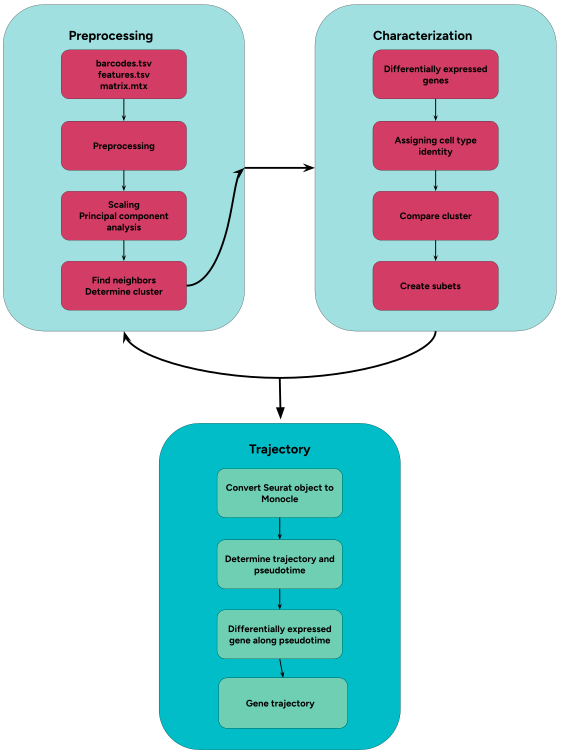 Preprocessing
barcodes.tsv
features.tsv
matrix.mtx
Preprocessing
Scaling
Principal component
analysis
Find neighbors
Determine cluster
Characterization
Differentially expressed
genes
Assigning cell type
identity
Compare cluster
Create subets
Trajectory
Convert Seurat object to
Monocle
Determine trajectory and
pseudotime
Differentially expressed
gene along pseudotime
Gene trajectory